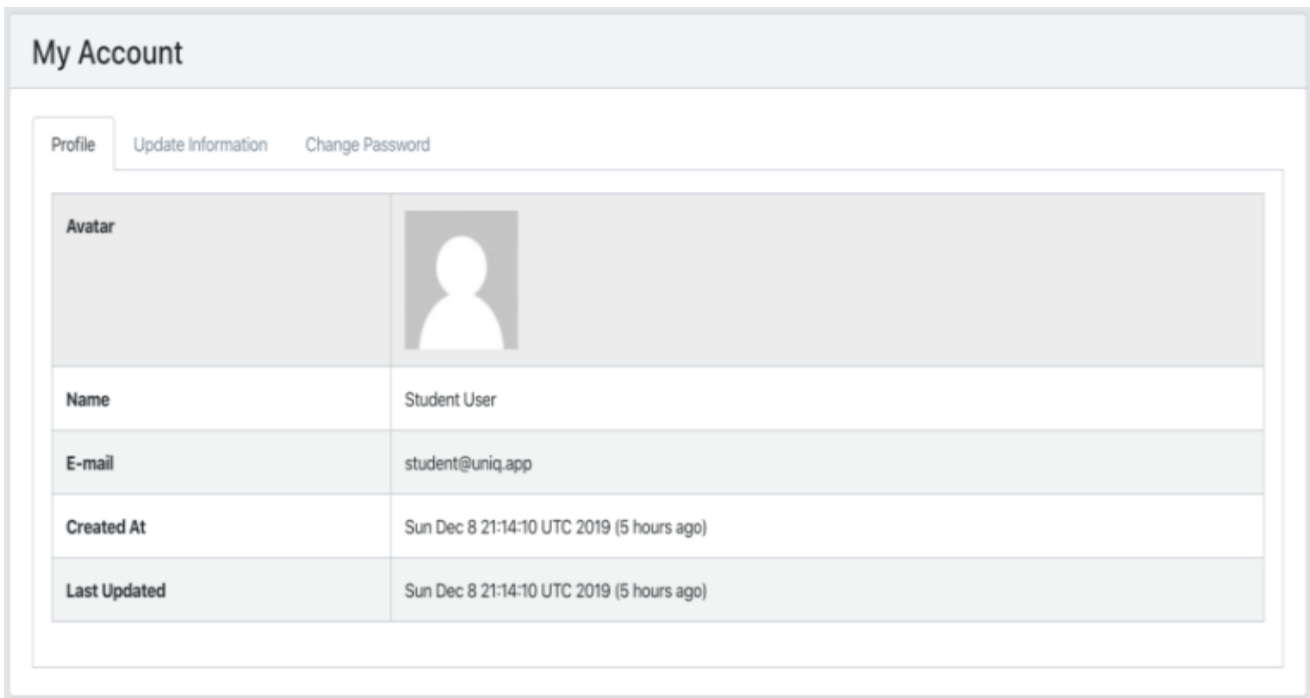 My Account
Profile Update Information Change Password
Avatar
Name Student User
E-mail student@uniq.app
Created At Sun Dec 8 21:14:10 UTC 2019 (5 hours ago)
Last Updated Sun Dec 8 21:14:10 UTC 2019 (5 hours ago)